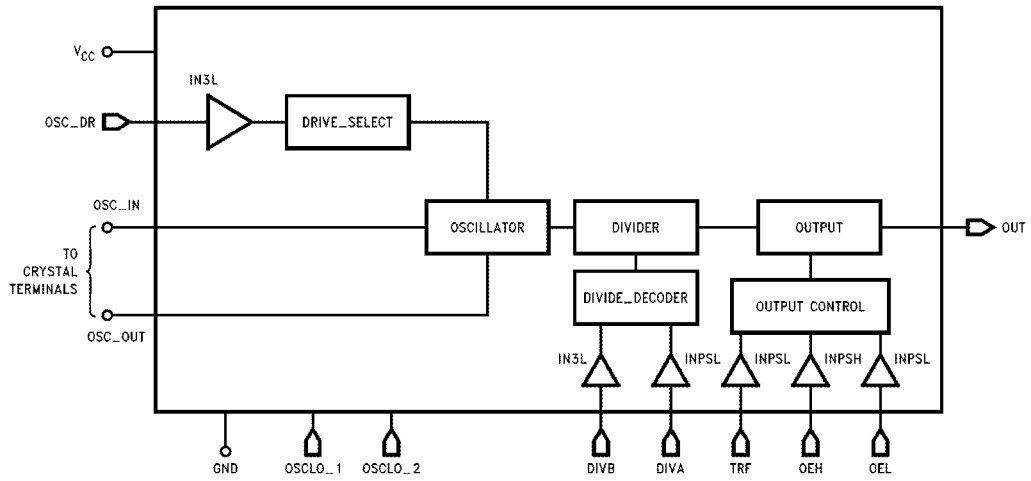 VCC
IN3L
OSC_DR
DRIVE_SELECT
OSC_IN
OSCILLATOR
DIVIDER
OUTPUT
OUT
TO
CRYSTAL
TERMINALS
DIVIDE_DECODER
OUTPUT CONTROL
OSC_OUT
IN3L
INPSL
INPSL
INPSH
INPSL
GND
OSCLO_1
OSCLO_2
DIVB
DIVA
TRF
OEH
OEL